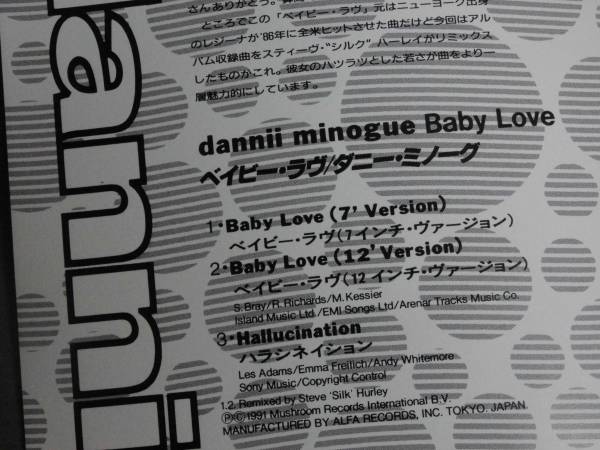 さんありがとう。
ところでこの「ベイビー・ラヴ」元はニューヨーク出身
のレジーナが'86年に全米ヒットさせた曲だけど今回はアル
バム収録曲をスティーヴ・“シルク”ハーレイがリミックス
したものがこれ。彼女のハツラツとした若さが曲をより一
層魅力的にしています。
dannii minogue Baby Love
ベイビー・ラヴ/ダニー・ミノーグ
1・Baby Love (7' Version)
ベイビー・ラヴ(7インチ・ヴァージョン)
2・Baby Love (12' Version)
ベイビー・ラヴ(12インチ・ヴァージョン)
S. Bray/R. Richards/M. Kessier
Island Music Ltd./EMI Songs Ltd/Arenar Tracks Music Co.
3・Hallucination
ハラシネイション
Les Adams/Emma Freilich/Andy Whitemore
Sony Music/Copyright Control
1.2. Remixed by Steve 'Silk' Hurley
ⓅⒸ1991 Mushroom Records International B.V.
MANUFACTURED BY ALFA RECORDS, INC. TOKYO. JAPAN.
anni